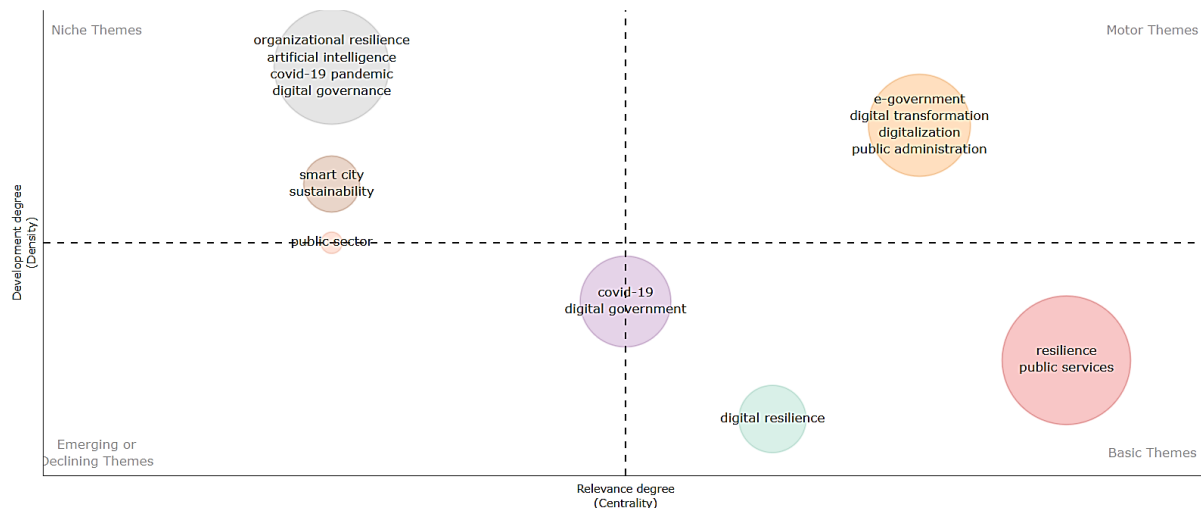 Niche Themes
Motor Themes
organizational resilience
artificial intelligence
covid-19 pandemic
digital governance
e-government
digital transformation
digitalization
public administration
smart city
sustainability
public sector
Development degree
(Density)
covid-19
digital government
resilience
public services
digital resilience
Emerging or
Declining Themes
Basic Themes
Relevance degree
(Centrality)